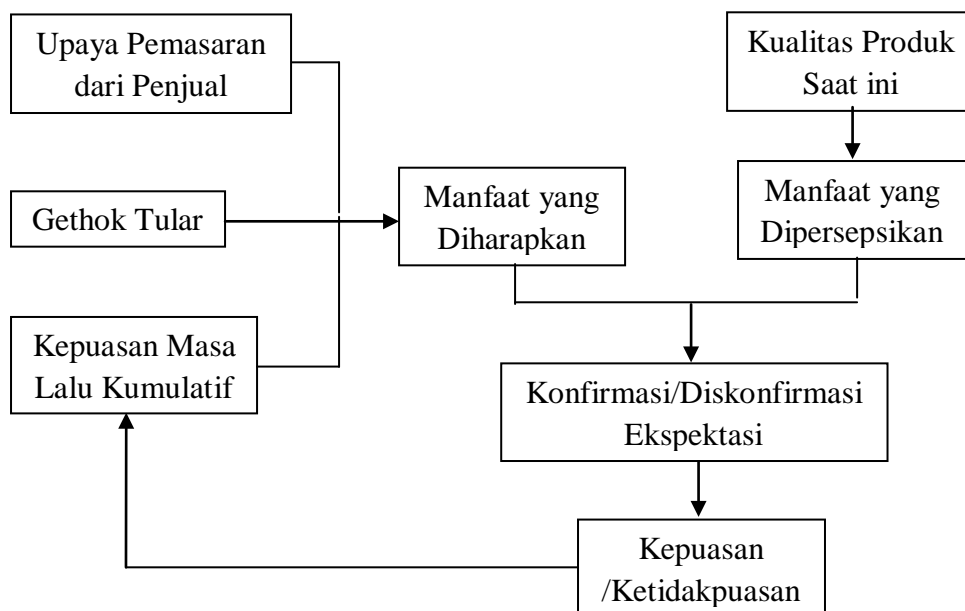 Upaya Pemasaran
dari Penjual
Kualitas Produk
Saat ini
Gethok Tular
Manfaat yang
Diharapkan
Manfaat yang
Dipersepsikan
Kepuasan Masa
Lalu Kumulatif
Konfirmasi/Diskonfirmasi
Ekspektasi
Kepuasan
/Ketidakpuasan